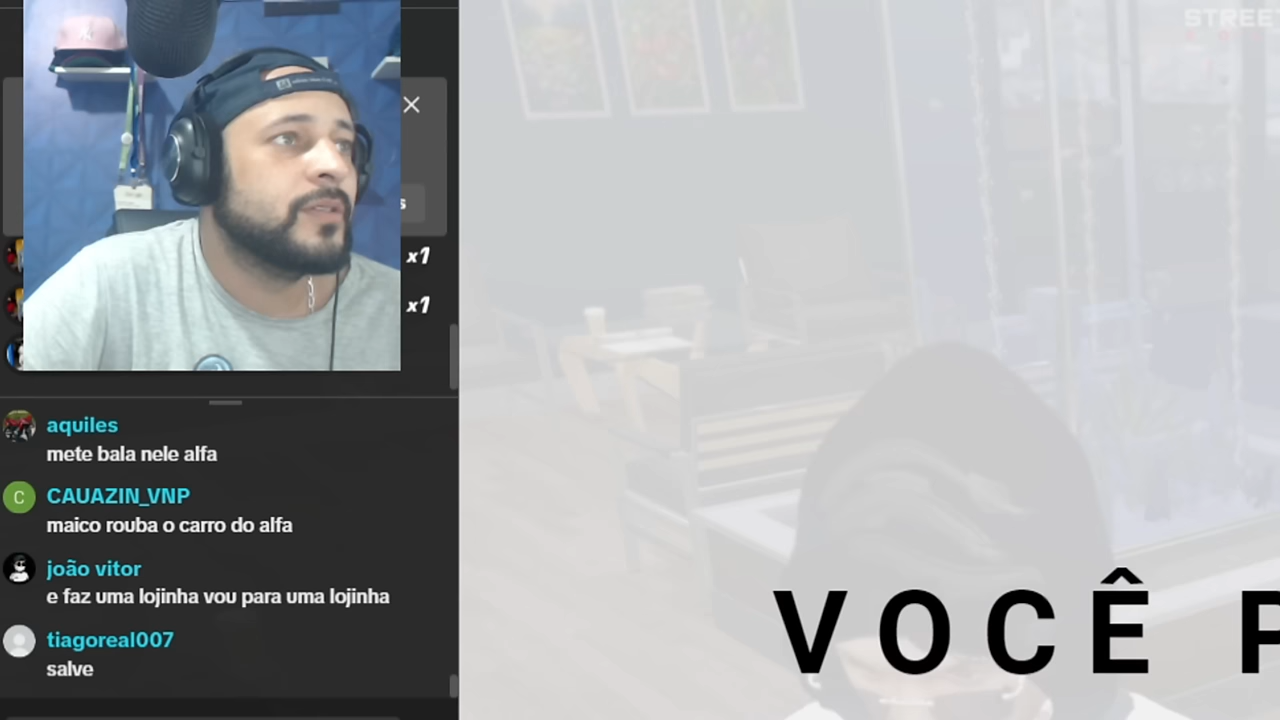 STREET
s
x1
x1
aquiles
mete bala nele alfa
C
CAUAZIN_VNP
maico rouba o carro do alfa
joão vitor
e faz uma lojinha vou para uma lojinha
tiagoreal007
salve
VOCÊ P